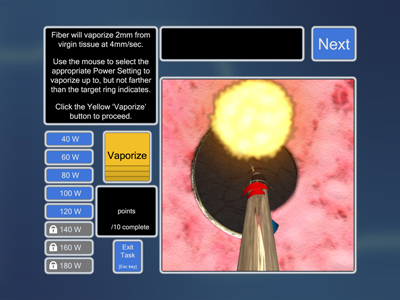 Fiber will vaporize 2mm from
virgin tissue at 4mm/sec.
Use the mouse to select the
appropriate Power Setting to
vaporize up to, but not farther
than the target ring indicates.
Click the Yellow ‘Vaporize’
button to proceed.
Next
40 W
60 W
80 W
100 W
120 W
140 W
160 W
180 W
Vaporize
points
/10 complete
Exit
Task
[Esc key]